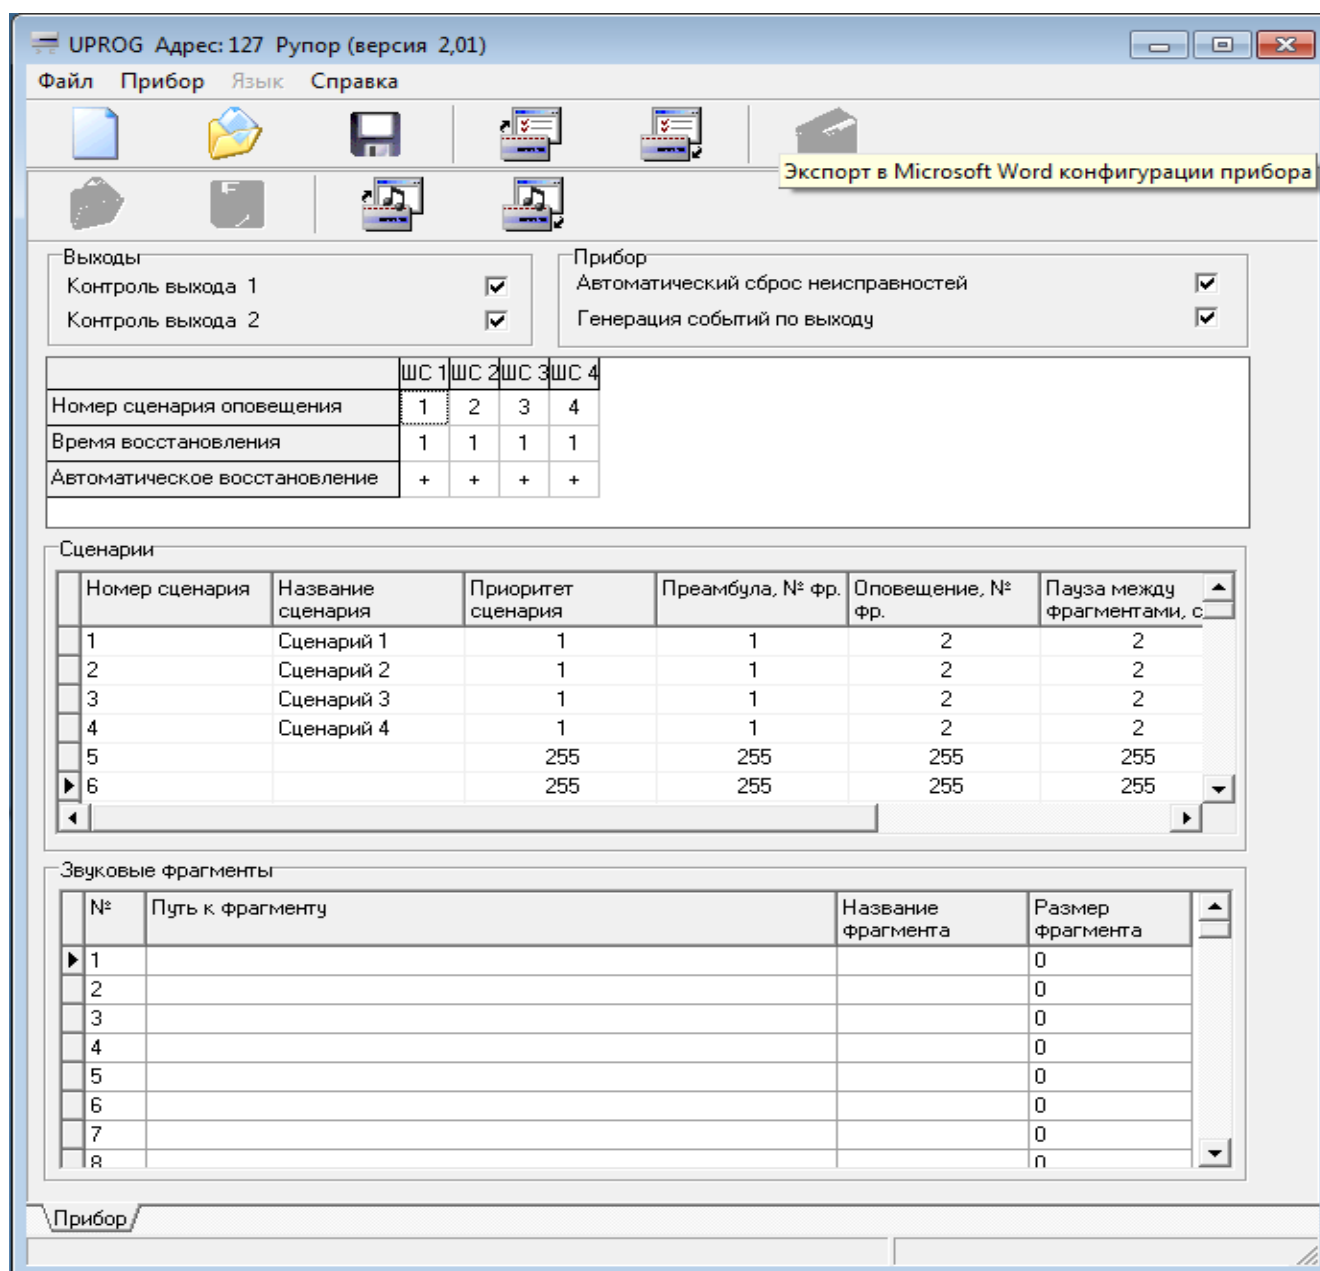 UPROG Адрес: 127 Рупор (версия 2,01)
Файл Прибор Язык Справка
Экспорт в Microsoft Word конфигурации прибора
Выходы
Контроль выхода 1
Контроль выхода 2
Прибор
Автоматический сброс неисправностей
Генерация событий по выходу
ШС 1 ШС 2 ШС 3 ШС 4
Номер сценария оповещения 1 2 3 4
Время восстановления 1 1 1 1
Автоматическое восстановление + + + +
Сценарии
Номер сценария Название сценария Приоритет сценария Преамбула, № фр. Оповещение, № фр. Пауза между фрагментами, с
1 Сценарий 1 1 1 2 2
2 Сценарий 2 1 1 2 2
3 Сценарий 3 1 1 2 2
4 Сценарий 4 1 1 2 2
5 255 255 255 255
6 255 255 255 255
Звуковые фрагменты
№ Путь к фрагменту Название фрагмента Размер фрагмента
1 0
2 0
3 0
4 0
5 0
6 0
7 0
8 0
Прибор